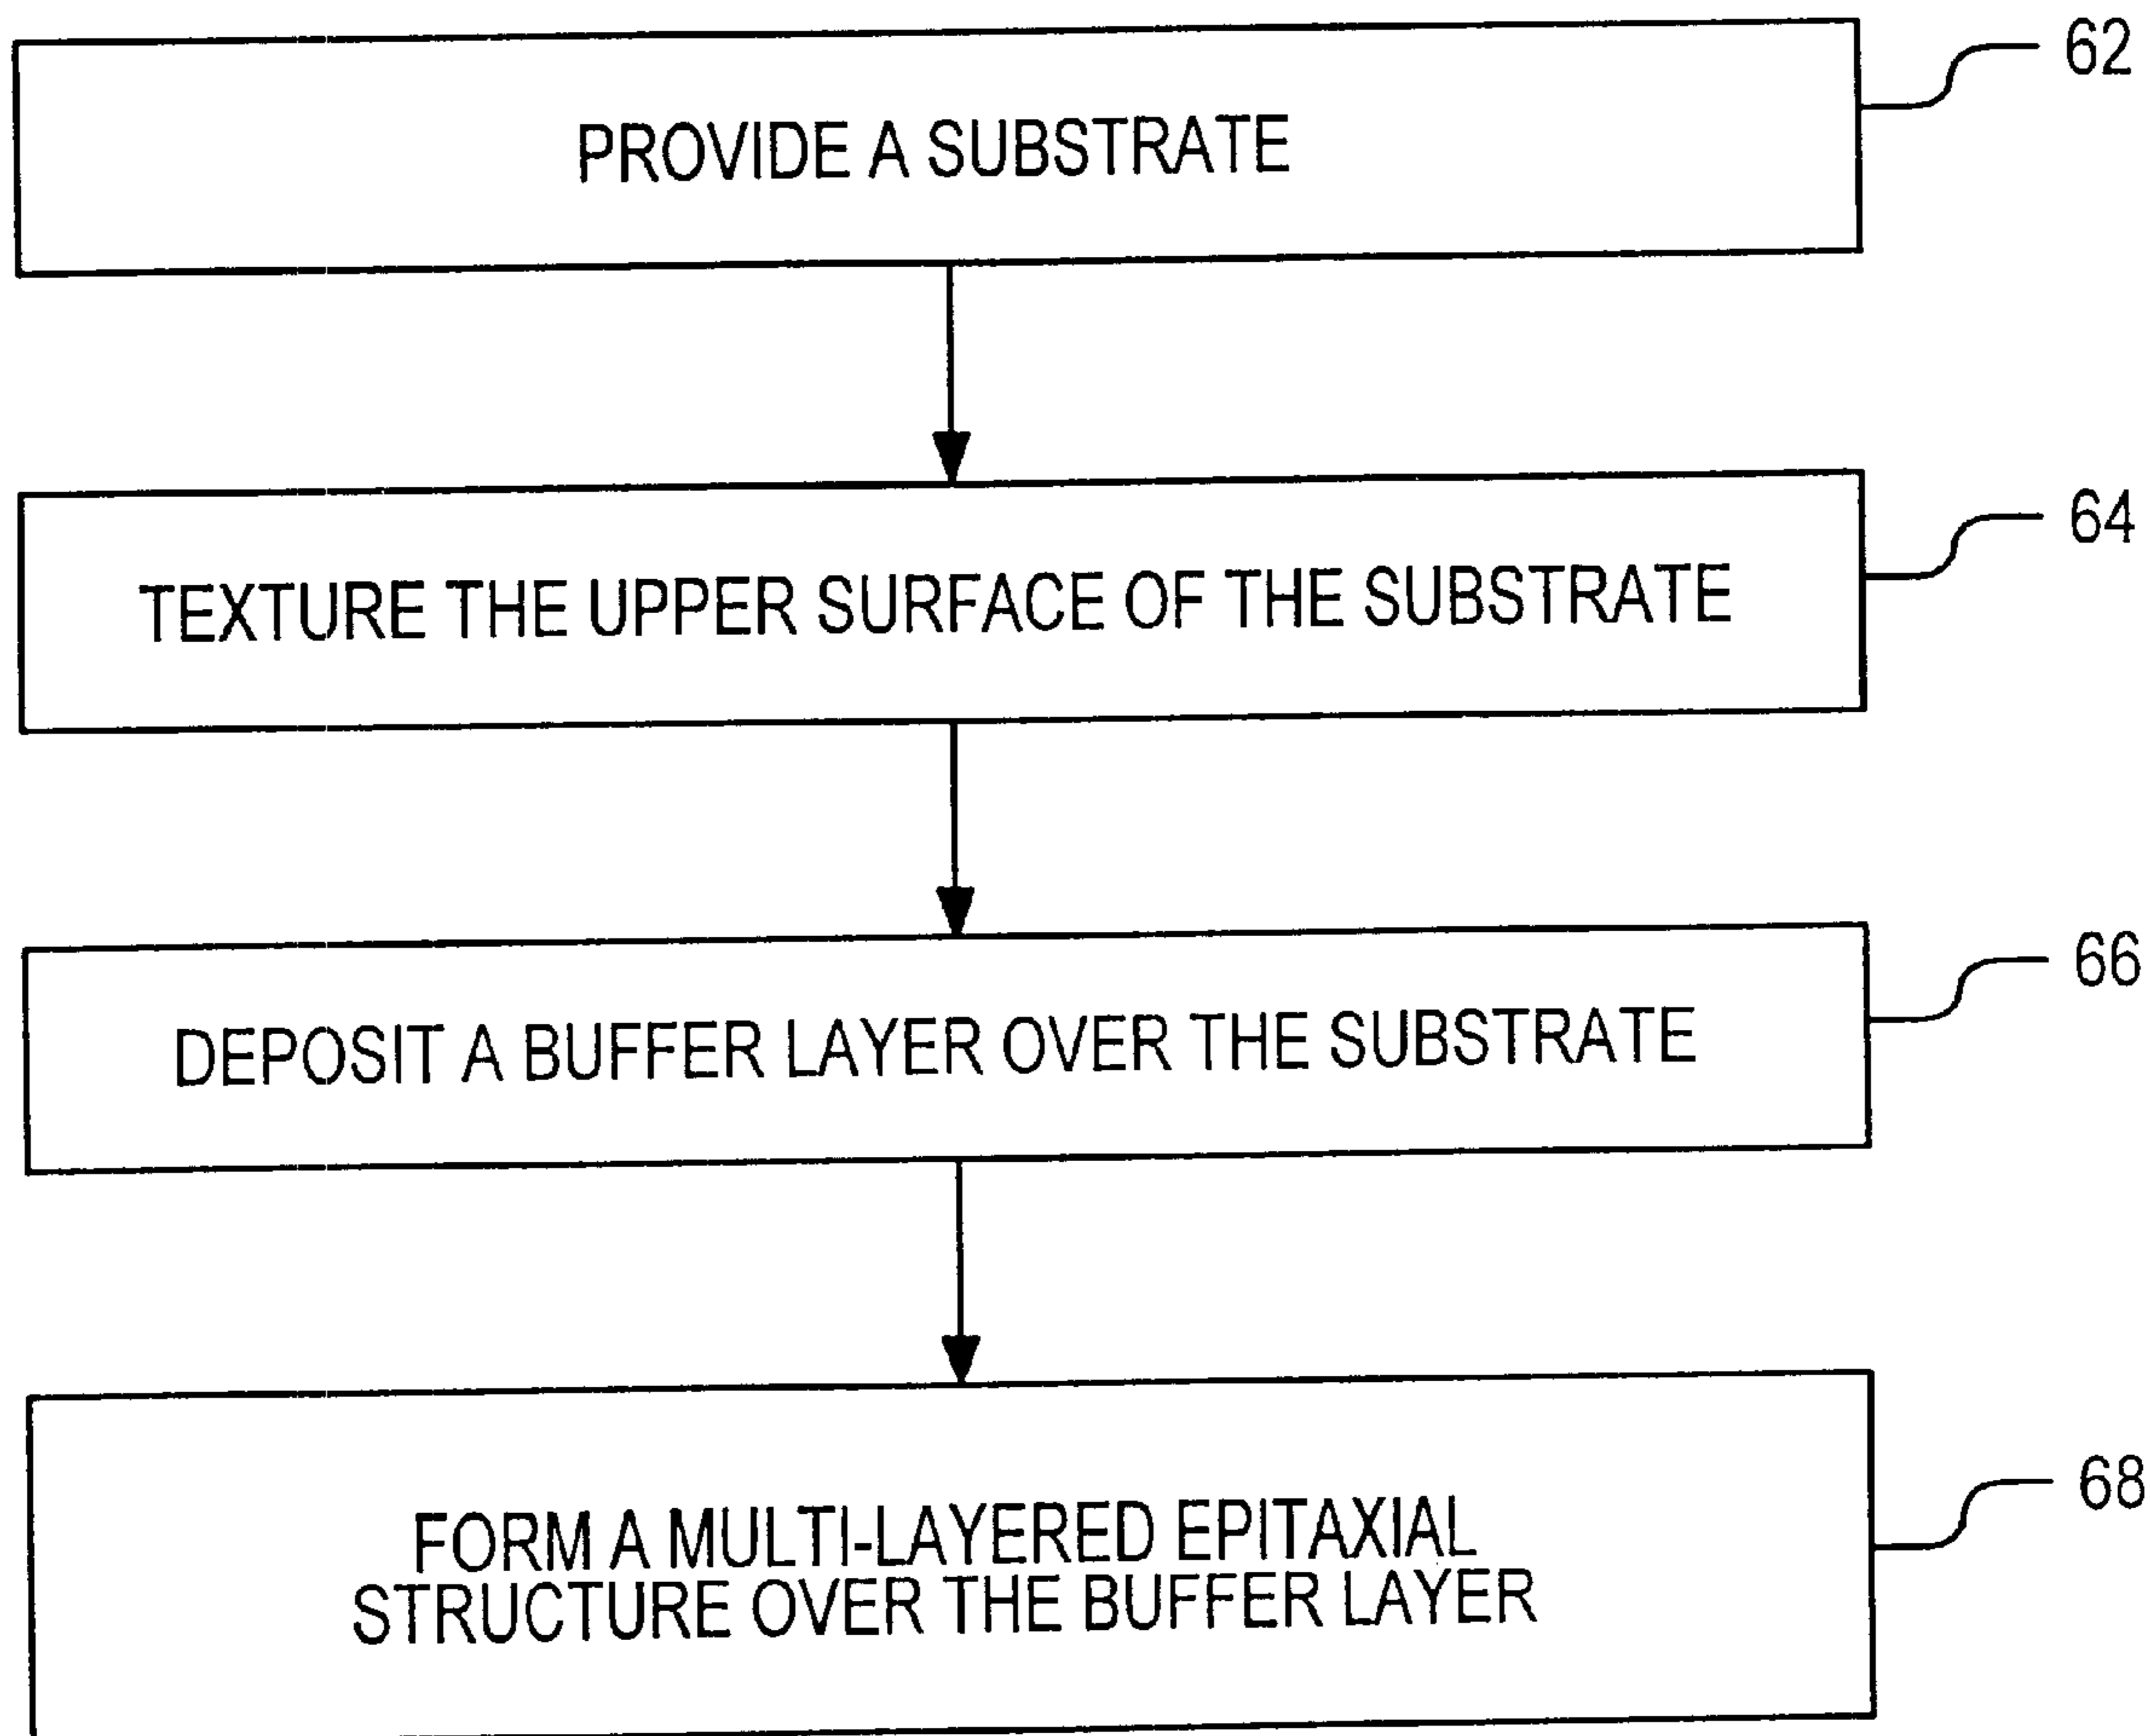 PROVIDE A SUBSTRATE
62
TEXTURE THE UPPER SURFACE OF THE SUBSTRATE
64
DEPOSIT A BUFFER LAYER OVER THE SUBSTRATE
66
FORM A MULTI-LAYERED EPITAXIAL
STRUCTURE OVER THE BUFFER LAYER
68